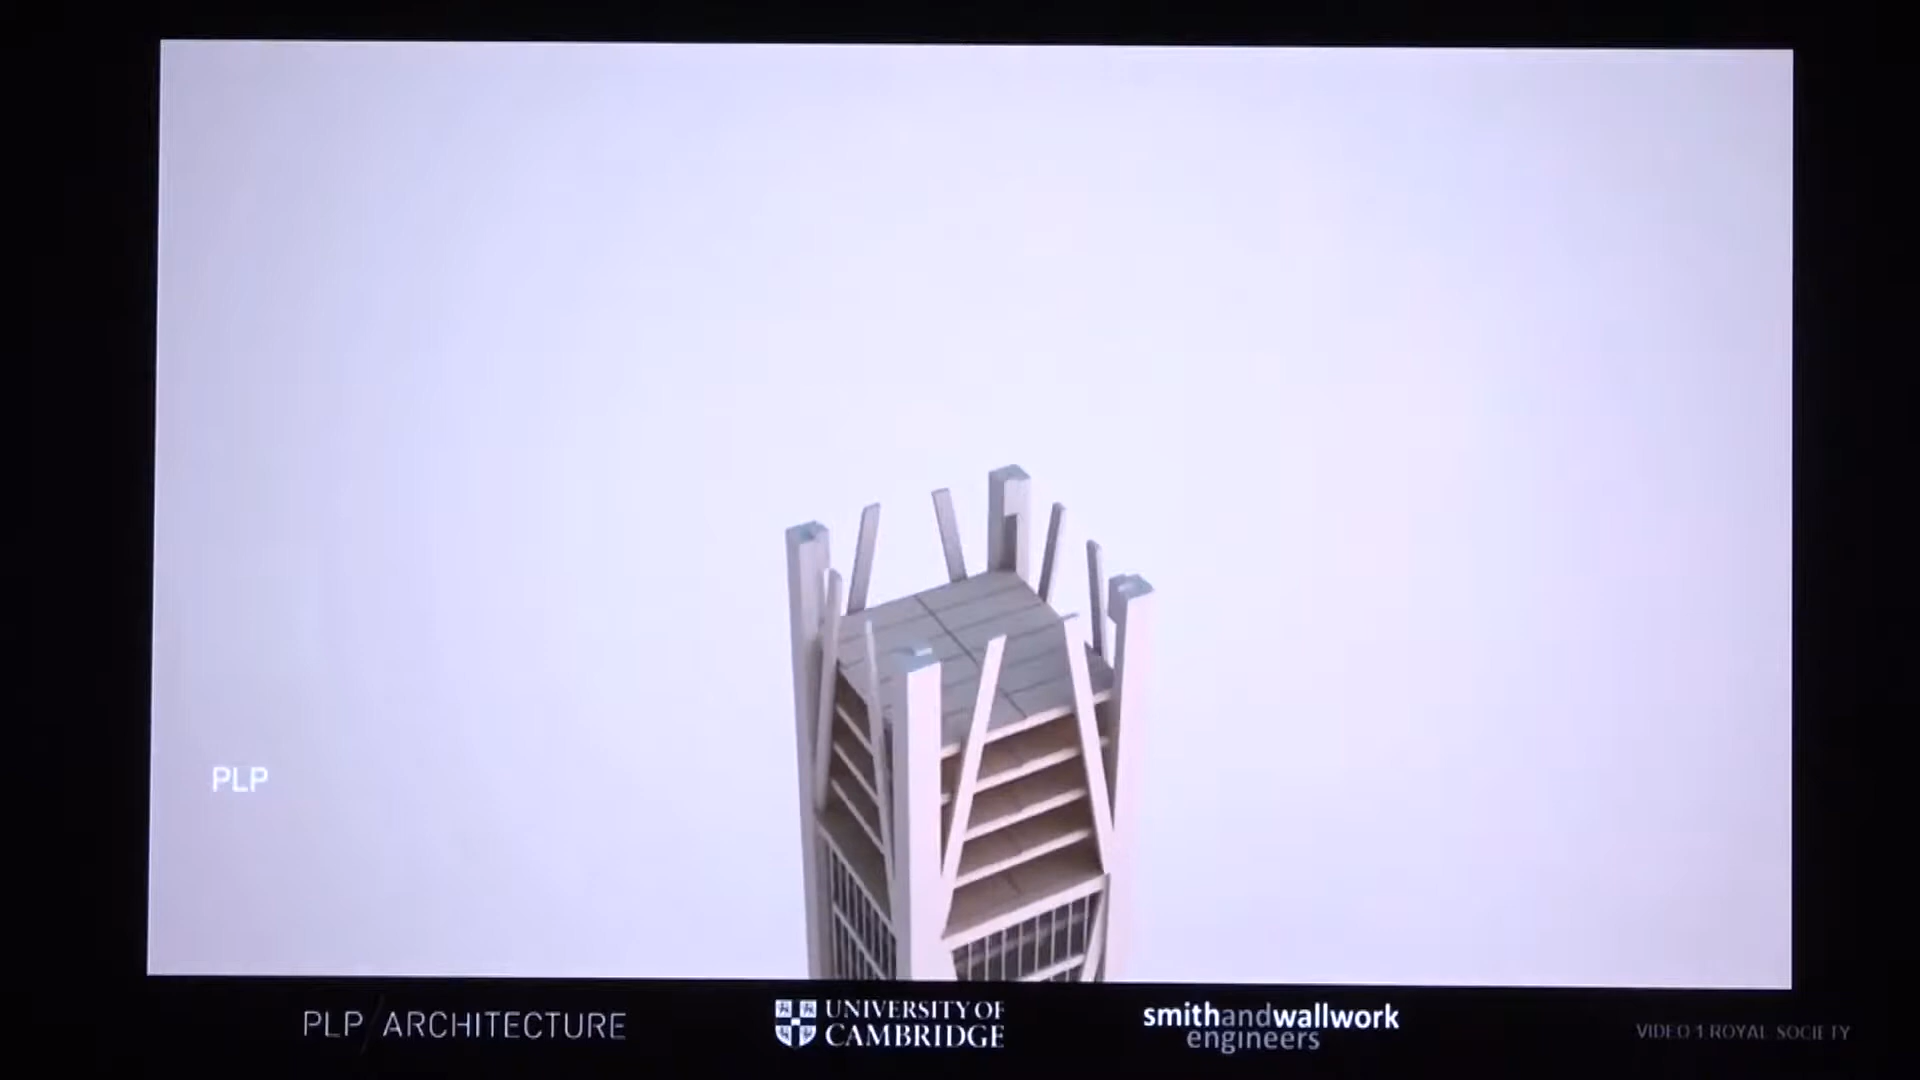 PLP
PLP/ARCHITECTURE
UNIVERSITY OF
CAMBRIDGE
smithandwallwork
engineers
VIDEO 1 ROYAL SOCIETY